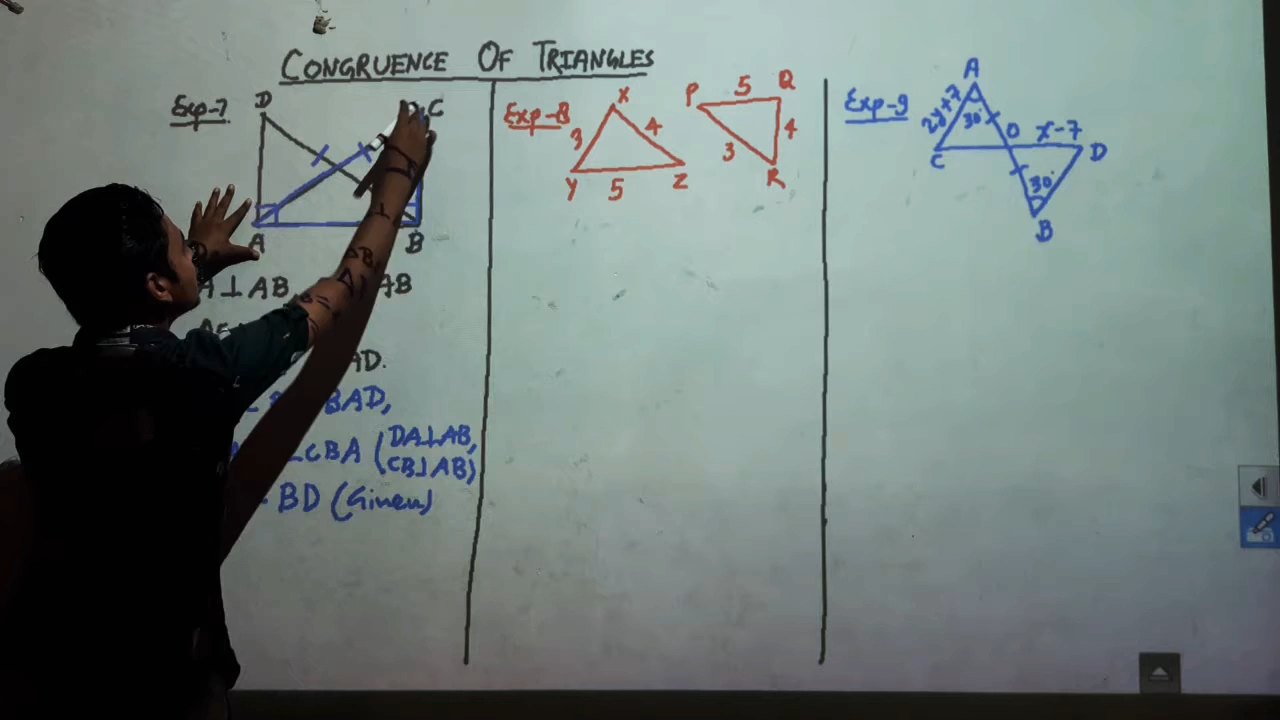 CONGRUENCE OF TRIANGLES
Exp-7
D
C
A
B
A ⊥ AB,
AB
AD.
BAD,
∠CBA (DA⊥AB,
CB⊥AB)
= BD (Given)
Exp-8
X
3
4
Y
5
Z
P
5
Q
3
4
R
Exp-9
A
2y+7
30°
O
x-7
C
D
30°
B